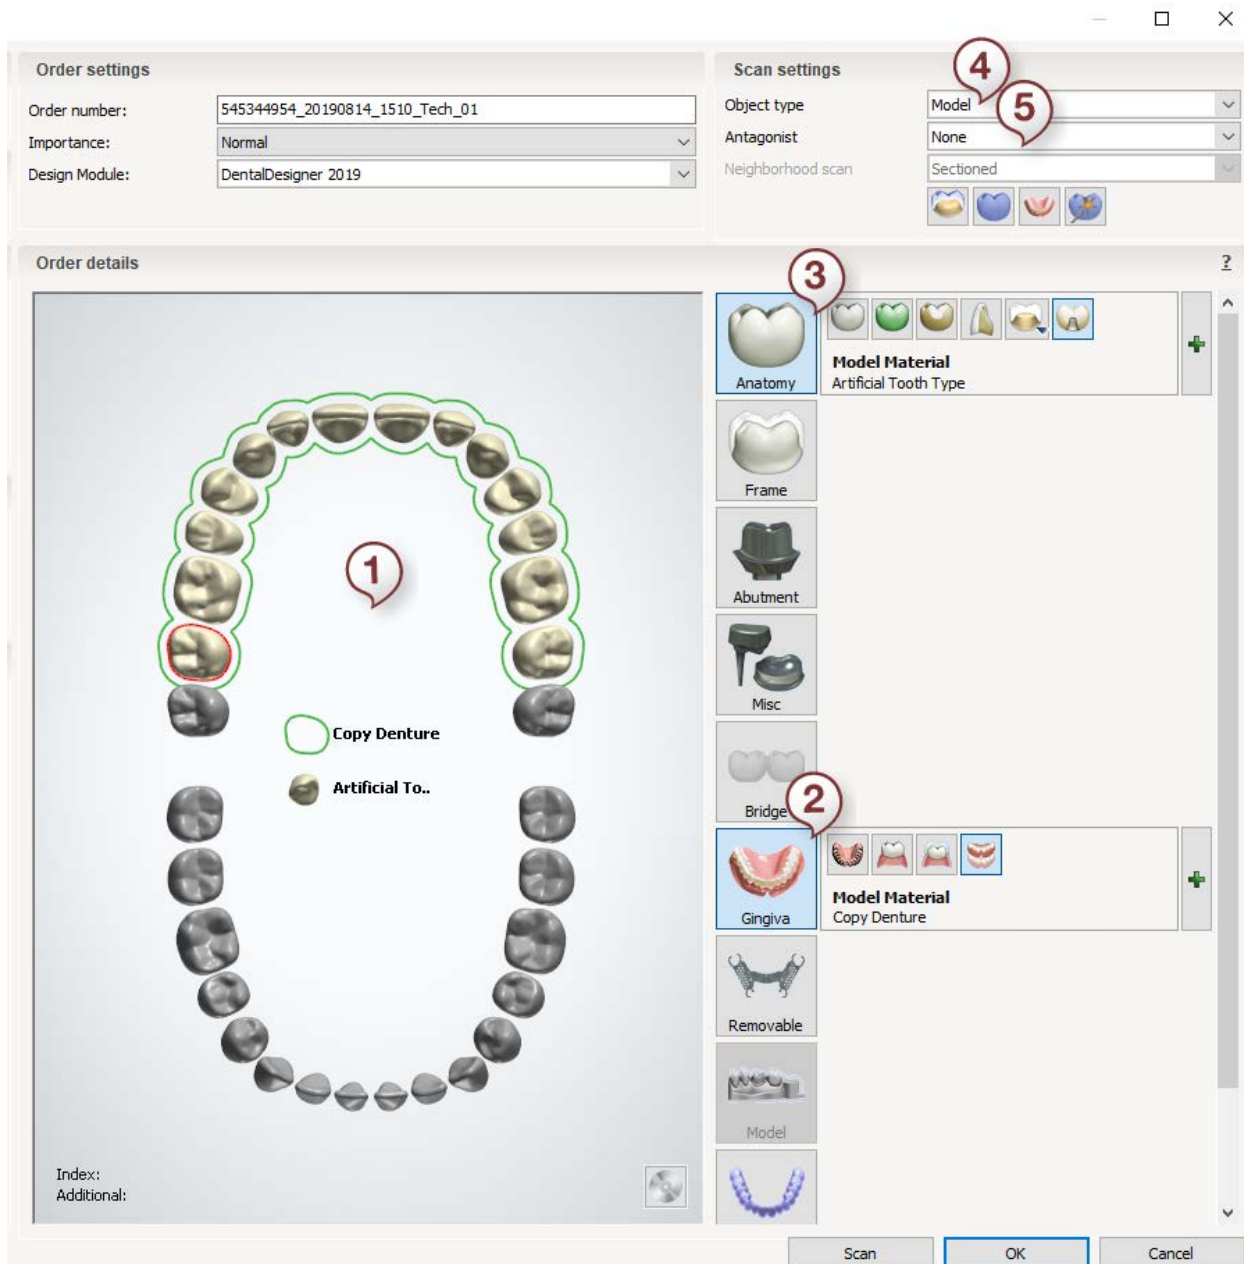 Order settings
Order number:
545344954_20190814_1510_Tech_01
Importance:
Normal
Design Module:
DentalDesigner 2019
Scan settings
4
Object type
Model
5
Antagonist
None
Neighborhood scan
Sectioned
Order details
?
1
Copy Denture
Artificial To..
Index:
Additional:
3
Anatomy
Model Material
Artificial Tooth Type
Frame
Abutment
Misc
Bridge
2
Gingiva
Model Material
Copy Denture
Removable
Model
Scan
OK
Cancel